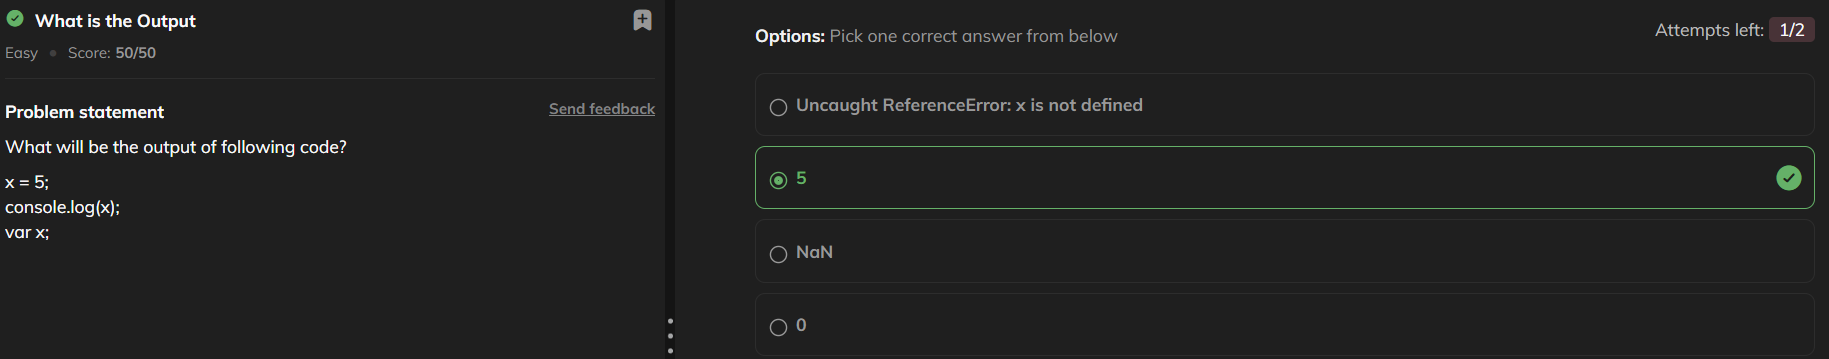 What is the Output
Easy • Score: 50/50
Problem statement
Send feedback
What will be the output of following code?
x = 5;
console.log(x);
var x;
Options: Pick one correct answer from below
Attempts left: 1/2
Uncaught ReferenceError: x is not defined
5
NaN
0